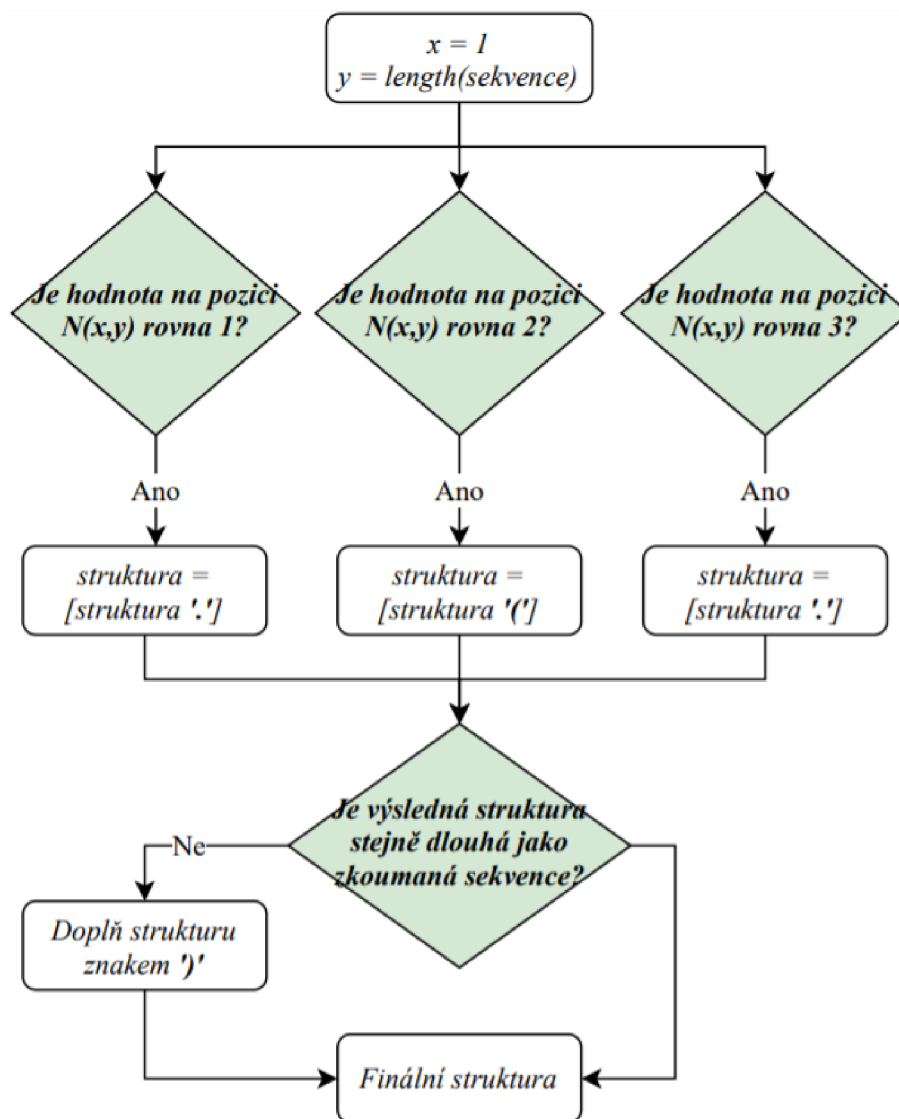 x = 1
y = length(sekvence)
Je hodnota na pozici
N(x,y) rovna 1?
Je hodnota na pozici
N(x,y) rovna 2?
Je hodnota na pozici
N(x,y) rovna 3?
Ano
Ano
Ano
struktura =
[struktura '.']
struktura =
[struktura '(']
struktura =
[struktura '.']
Je výsledná struktura
stejně dlouhá jako
zkoumaná sekvence?
Ne
Doplň strukturu
znakem ')'
Finální struktura